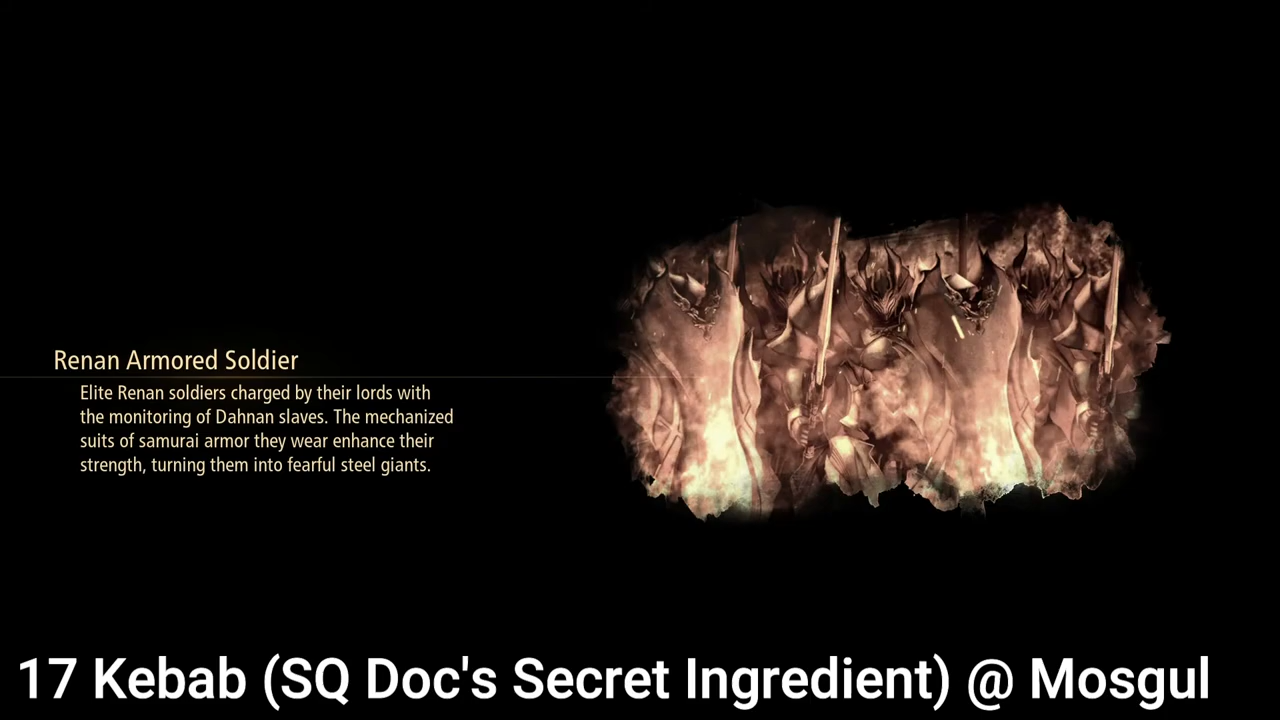 Renan Armored Soldier
Elite Renan soldiers charged by their lords with
the monitoring of Dahnan slaves. The mechanized
suits of samurai armor they wear enhance their
strength, turning them into fearful steel giants.
17 Kebab (SQ Doc's Secret Ingredient) @ Mosgul